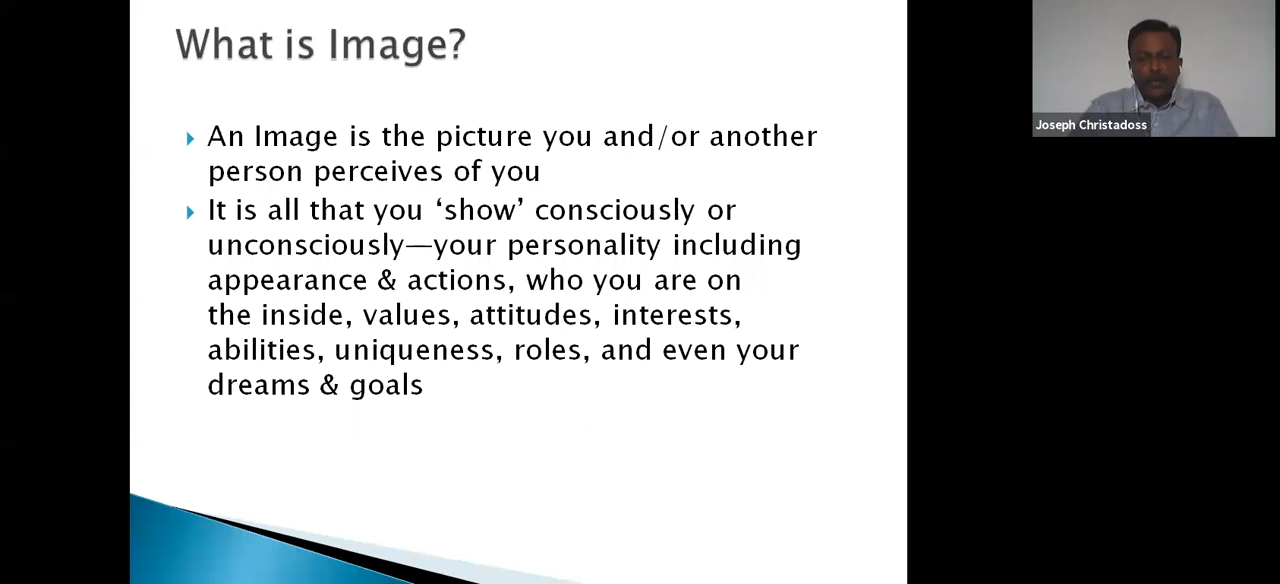 What is Image?
An Image is the picture you and/or another
person perceives of you
It is all that you ‘show’ consciously or
unconsciously—your personality including
appearance & actions, who you are on
the inside, values, attitudes, interests,
abilities, uniqueness, roles, and even your
dreams & goals
Joseph Christadoss